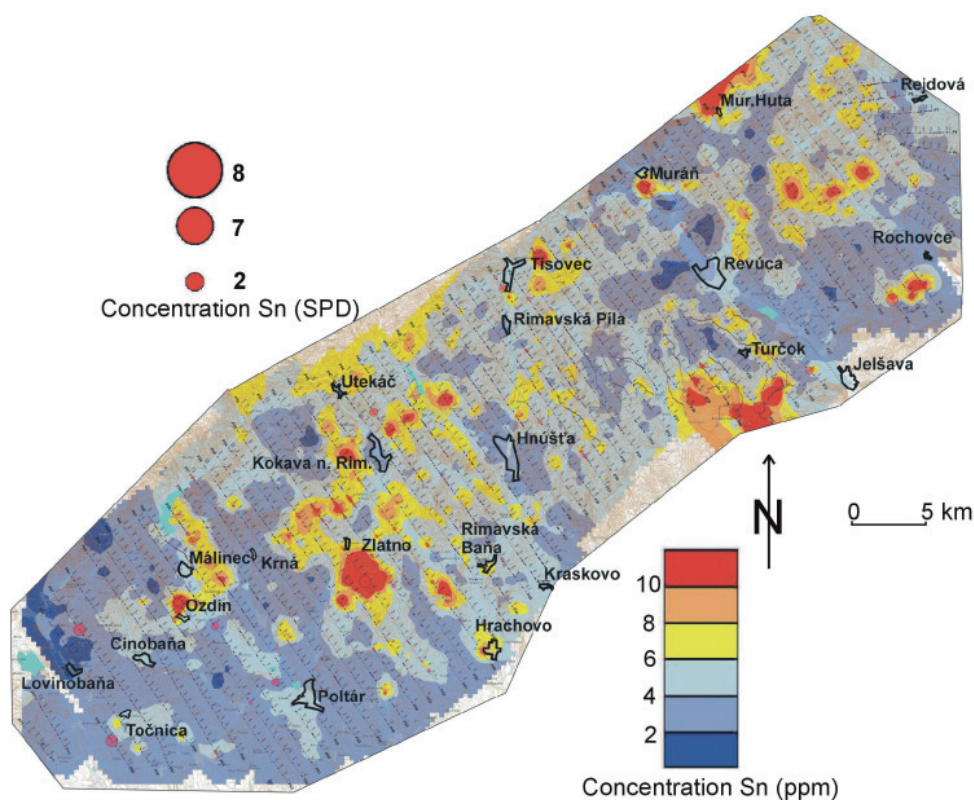 Rejdová
Mur.Huta
8
Muráň
7
Rochovce
Tisovec
Revúca
2
Concentration Sn (SPD)
Rimavská Píla
Turčok
Jelšava
Utekáč
Hnúšťa
Kokava n. Rim.
N
0 5 km
Rimavská
Baňa
Zlatno
Málinec
Krná
Kraskovo
10
Ozdín
8
Hrachovo
Cinobaňa
6
Lovinobaňa
Poltár
4
Točnica
2
Concentration Sn (ppm)